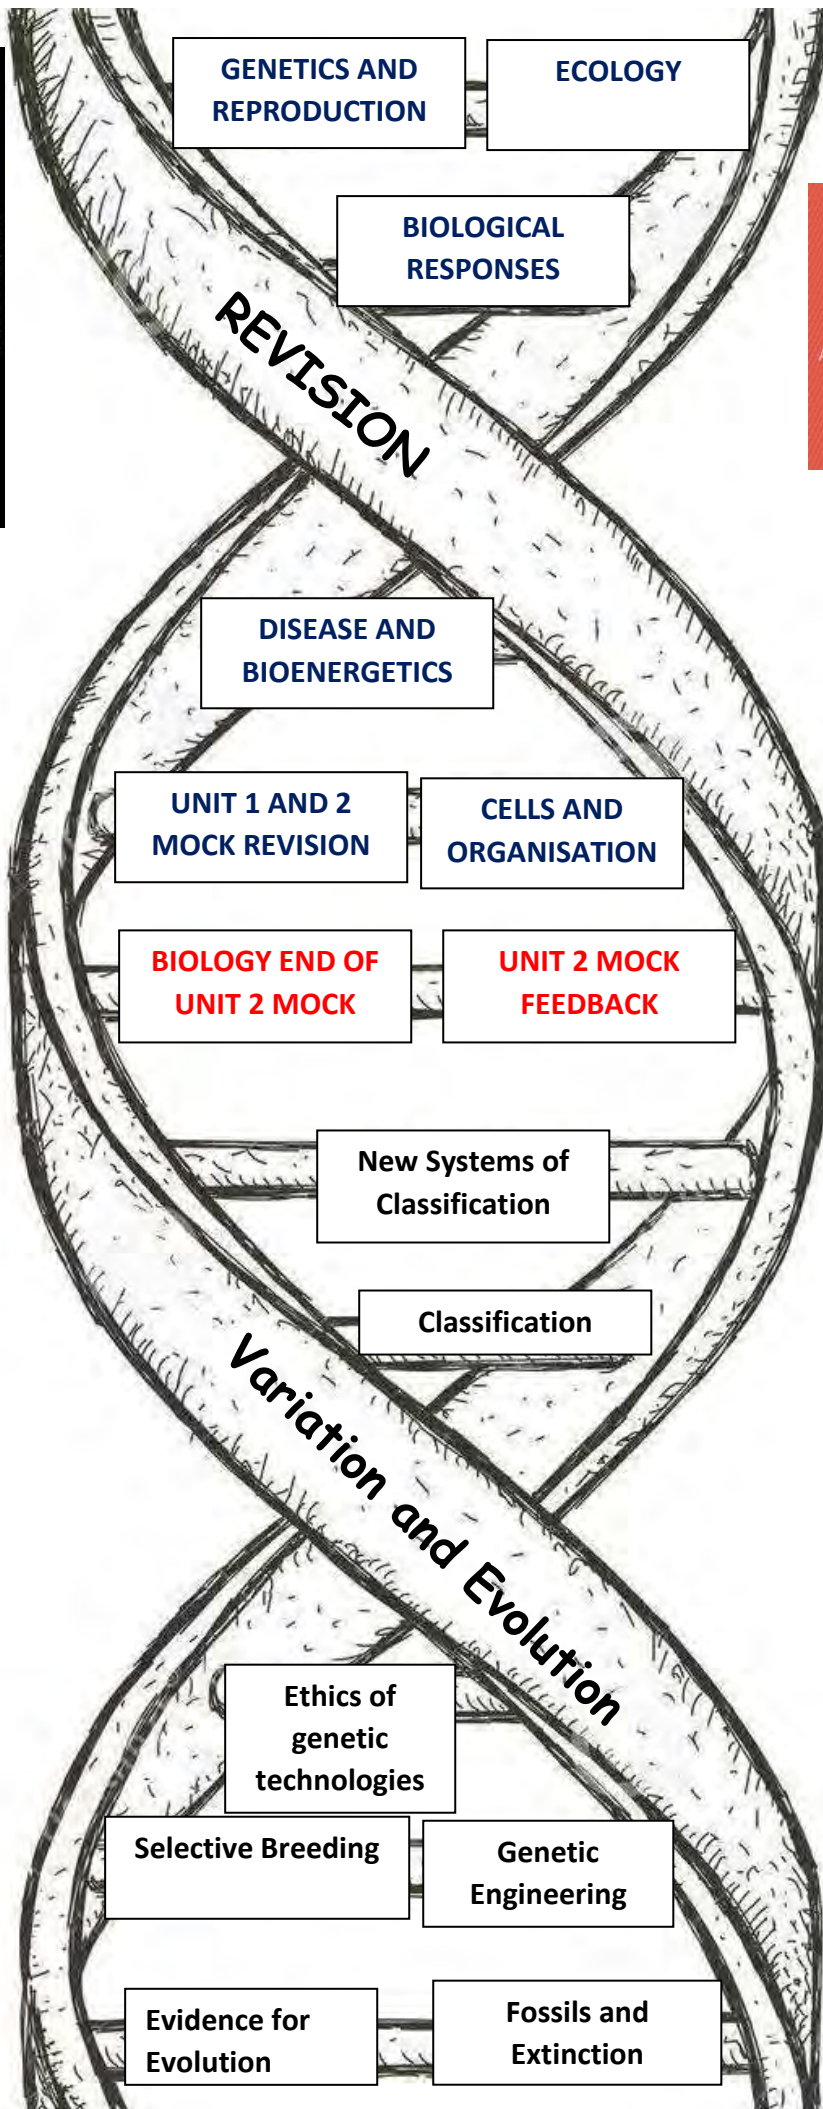 GENETICS AND
REPRODUCTION
ECOLOGY
BIOLOGICAL
RESPONSES
REVISION
DISEASE AND
BIOENERGETICS
UNIT 1 AND 2
MOCK REVISION
CELLS AND
ORGANISATION
BIOLOGY END OF
UNIT 2 MOCK
UNIT 2 MOCK
FEEDBACK
New Systems of
Classification
Classification
Variation and Evolution
Ethics of
genetic
technologies
Selective Breeding
Genetic
Engineering
Evidence for
Evolution
Fossils and
Extinction